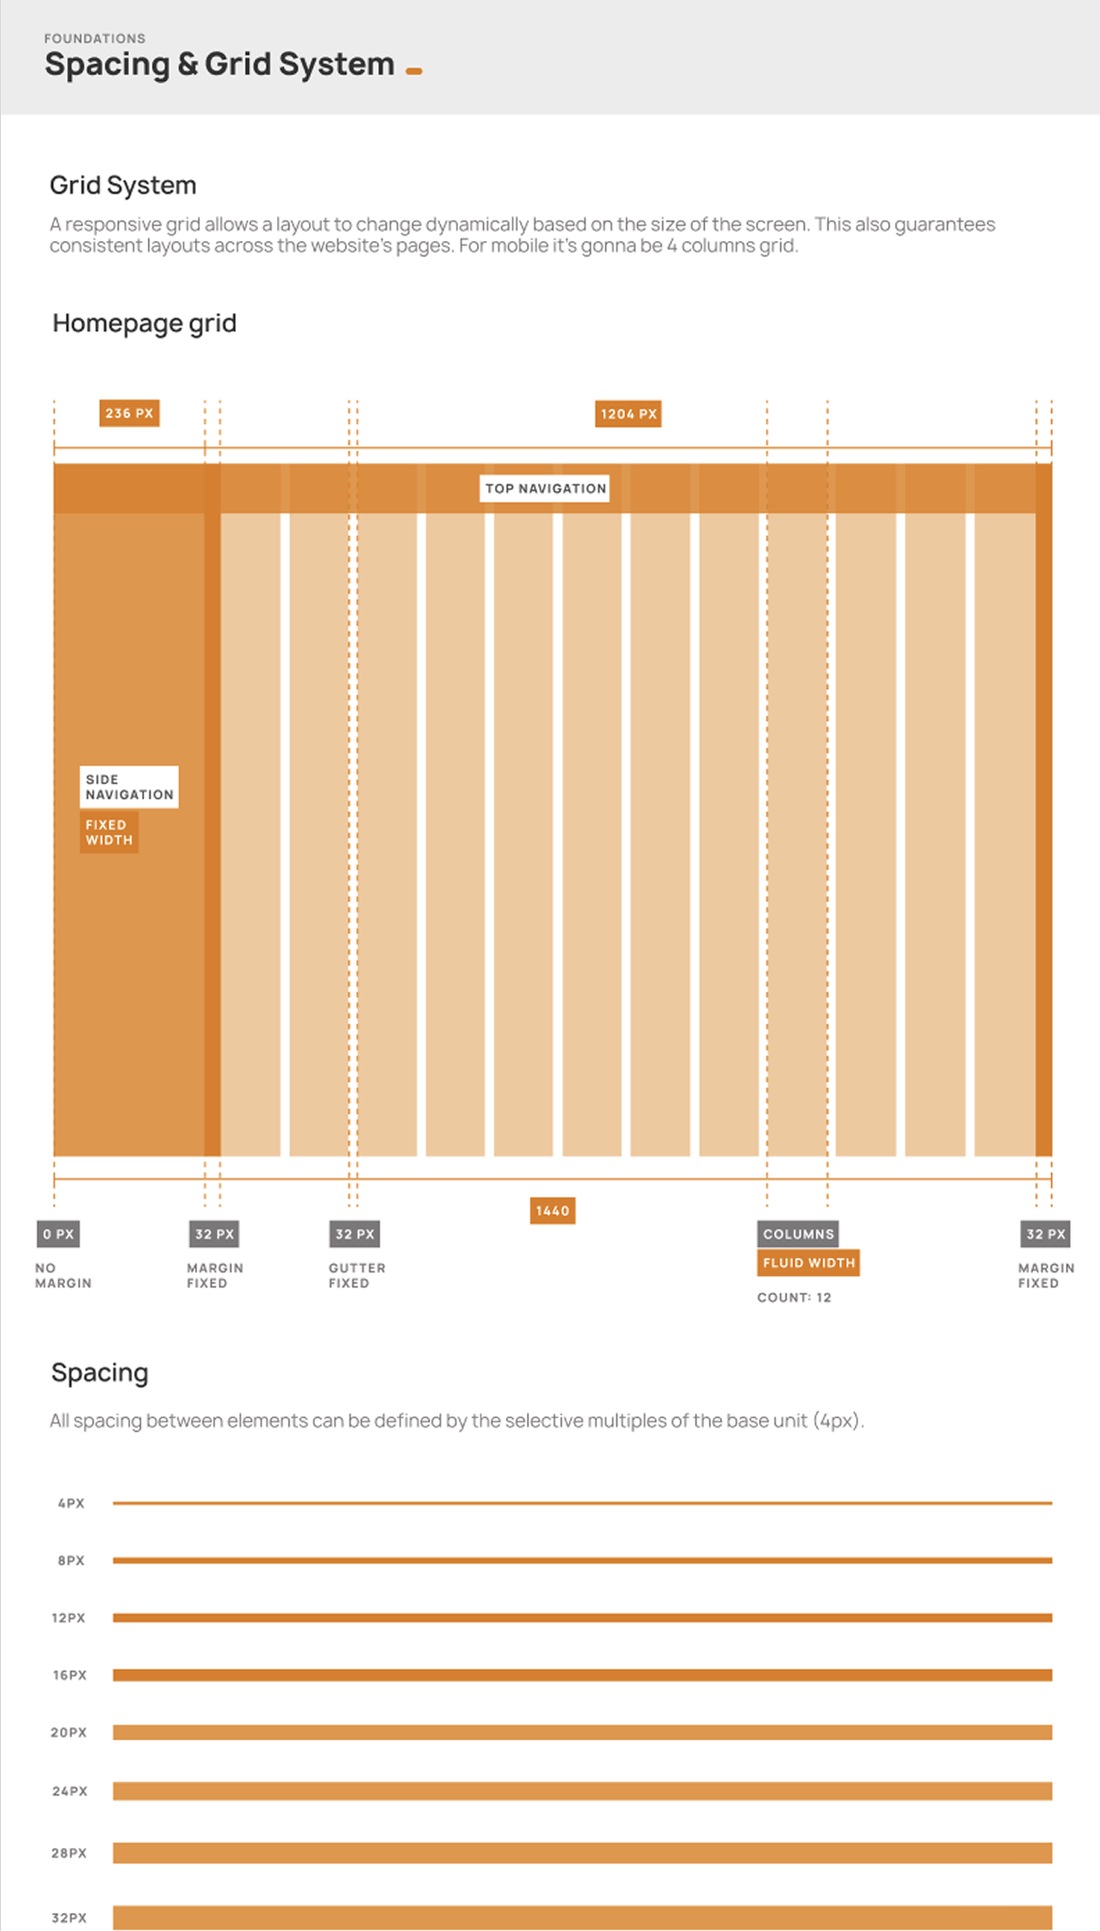 FOUNDATIONS
Spacing & Grid System
Grid System
A responsive grid allows a layout to change dynamically based on the size of the screen. This also guarantees
consistent layouts across the website's pages. For mobile it's gonna be 4 columns grid.
Homepage grid
236 PX
1204 PX
TOP NAVIGATION
SIDE
NAVIGATION
FIXED
WIDTH
1440
0 PX
NO
MARGIN
32 PX
MARGIN
FIXED
32 PX
GUTTER
FIXED
COLUMNS
FLUID WIDTH
COUNT: 12
32 PX
MARGIN
FIXED
Spacing
All spacing between elements can be defined by the selective multiples of the base unit (4px).
4PX
8PX
12PX
16PX
20PX
24PX
28PX
32PX